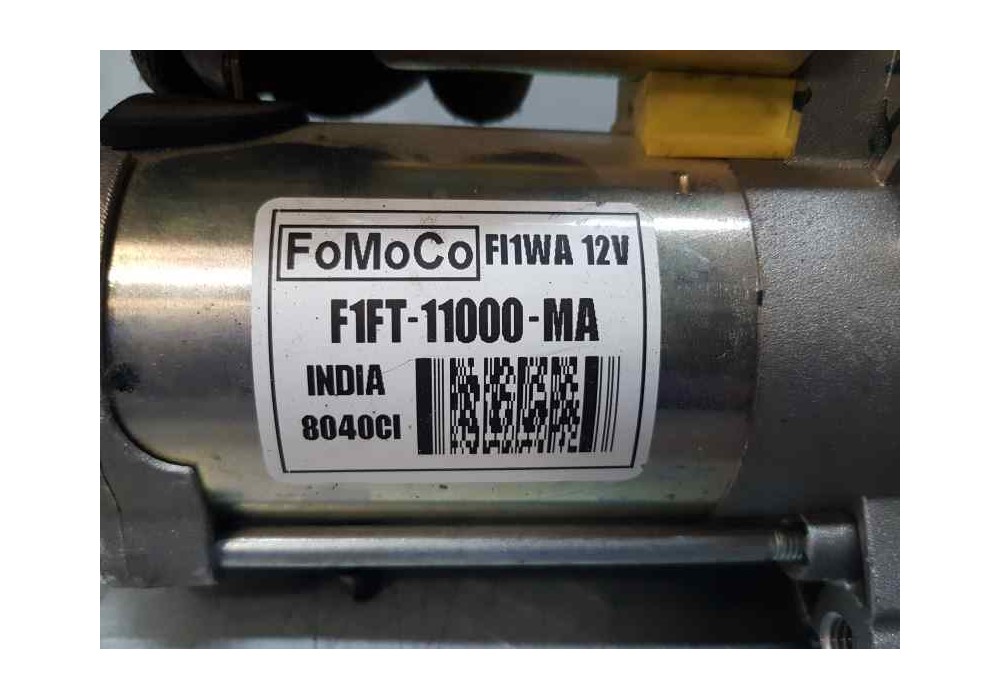 FoMoCo FI1WA 12V
F1FT-11000-MA
INDIA
8040CI